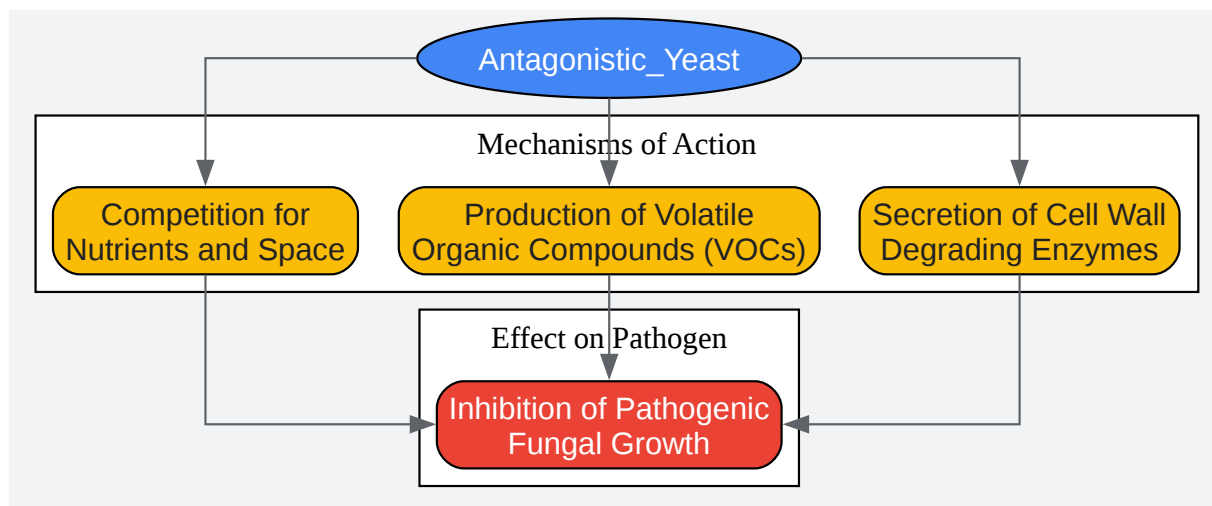 Antagonistic_Yeast
Mechanisms of Action
Competition for
Nutrients and Space
Production of Volatile
Organic Compounds (VOCs)
Secretion of Cell Wall
Degrading Enzymes
Effect on Pathogen
Inhibition of Pathogenic
Fungal Growth